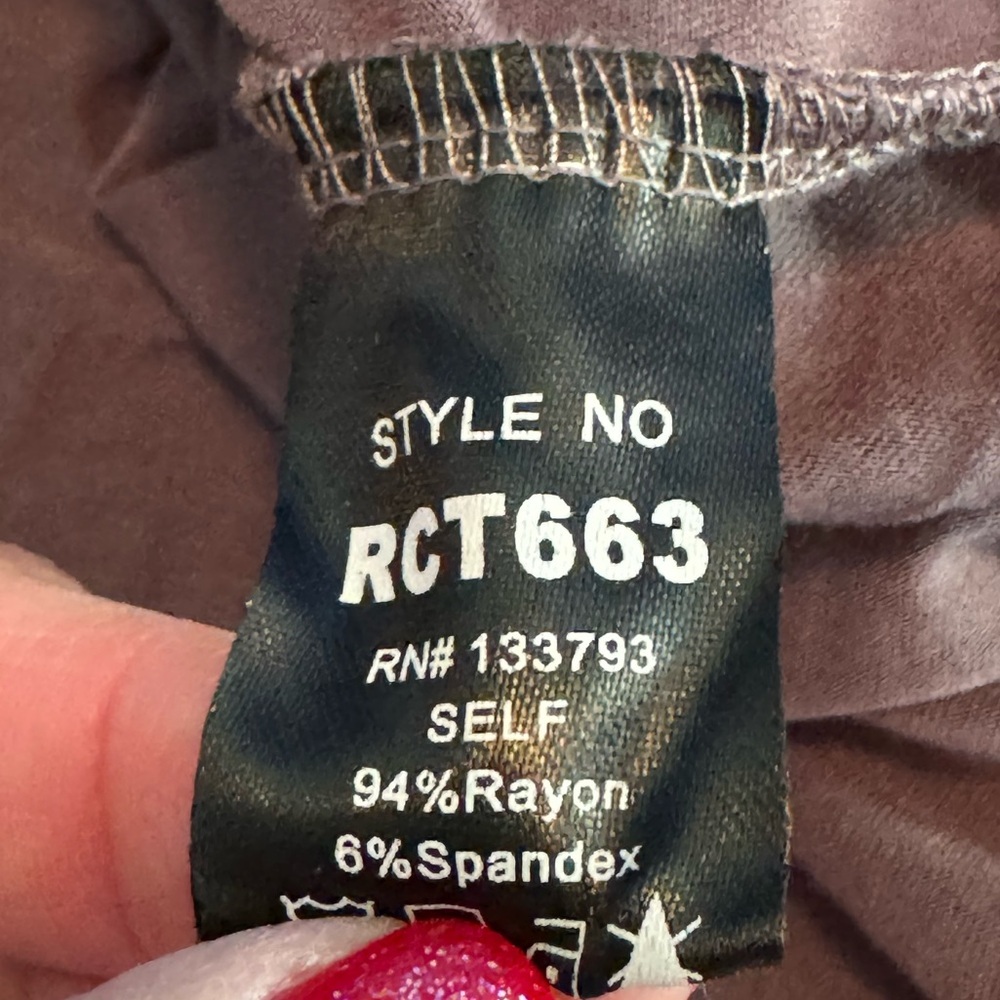 STYLE NO
RCT663
RN# 133793
SELF
94%Rayon
6%Spandex